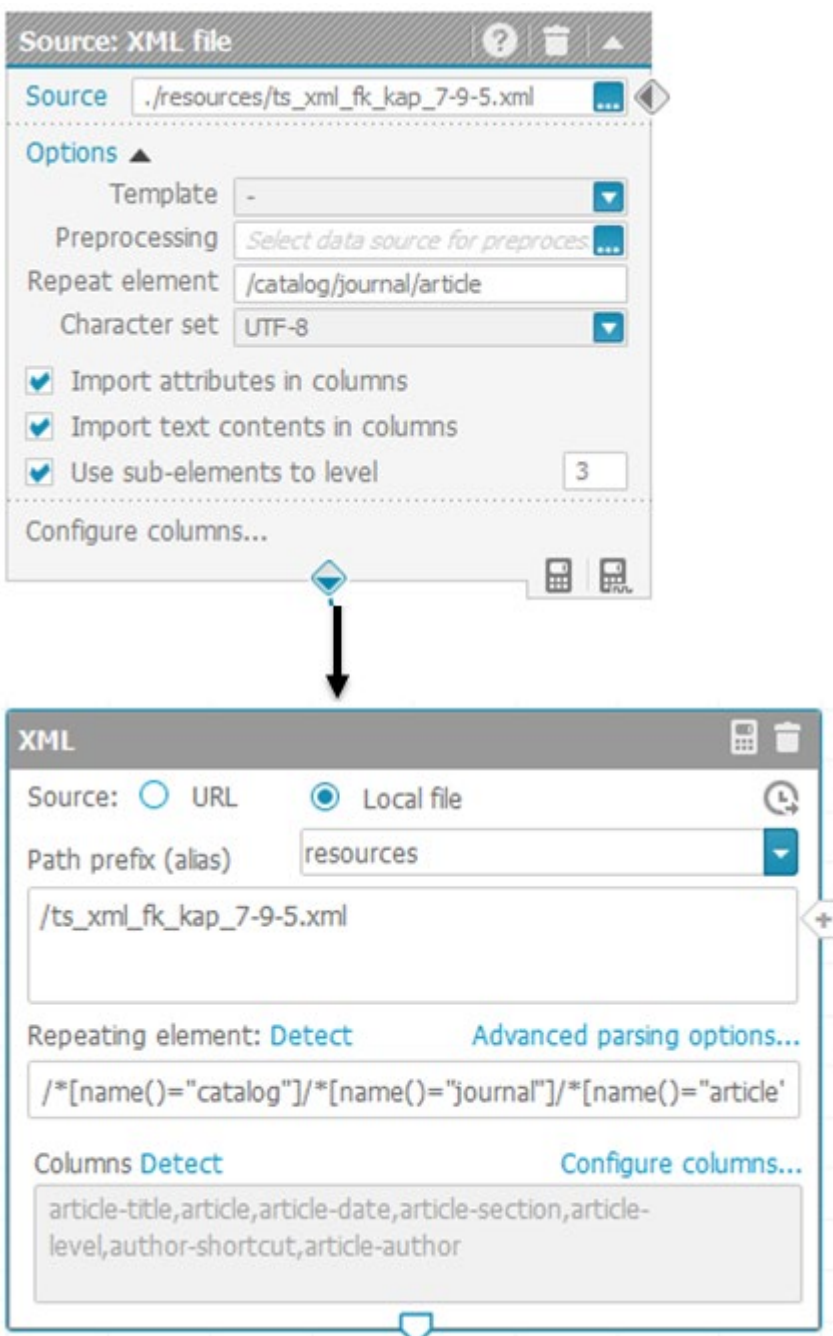 Source: XML file
Source ./resources/ts_xml_fk_kap_7-9-5.xml ...
Options
Template -
Preprocessing Select data source for preproces ...
Repeat element /catalog/journal/article
Character set UTF-8
Import attributes in columns
Import text contents in columns
Use sub-elements to level 3
Configure columns...
XML
Source: URL Local file
Path prefix (alias) resources
/ts_xml_fk_kap_7-9-5.xml
Repeating element: Detect Advanced parsing options...
/*[name()="catalog"]/*[name()="journal"]/*[name()="article'
Columns Detect Configure columns...
article-title,article,article-date,article-section,article-
level,author-shortcut,article-author